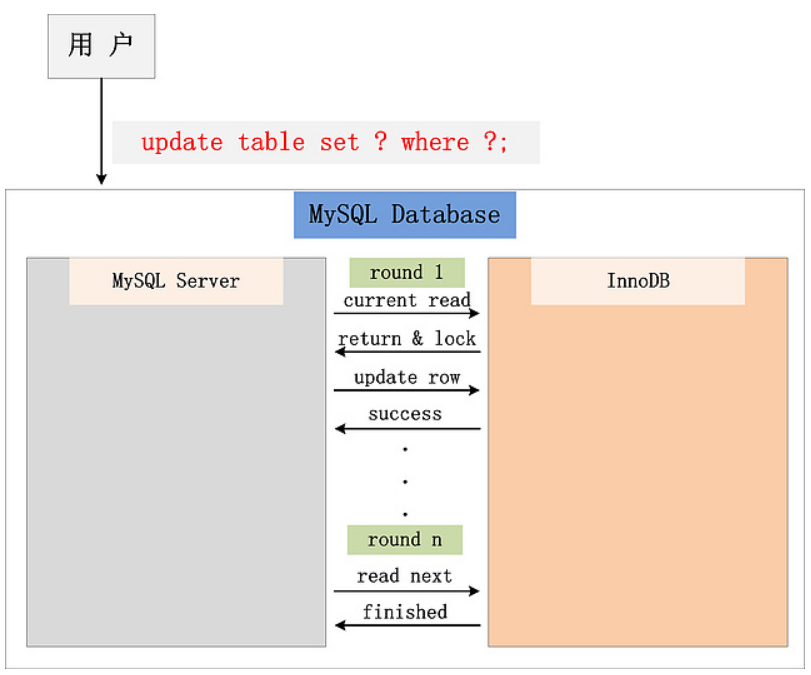 用 户
update table set ? where ?;
MySQL Database
MySQL Server
round 1
InnoDB
current read
return & lock
update row
success
.
.
.
round n
read next
finished